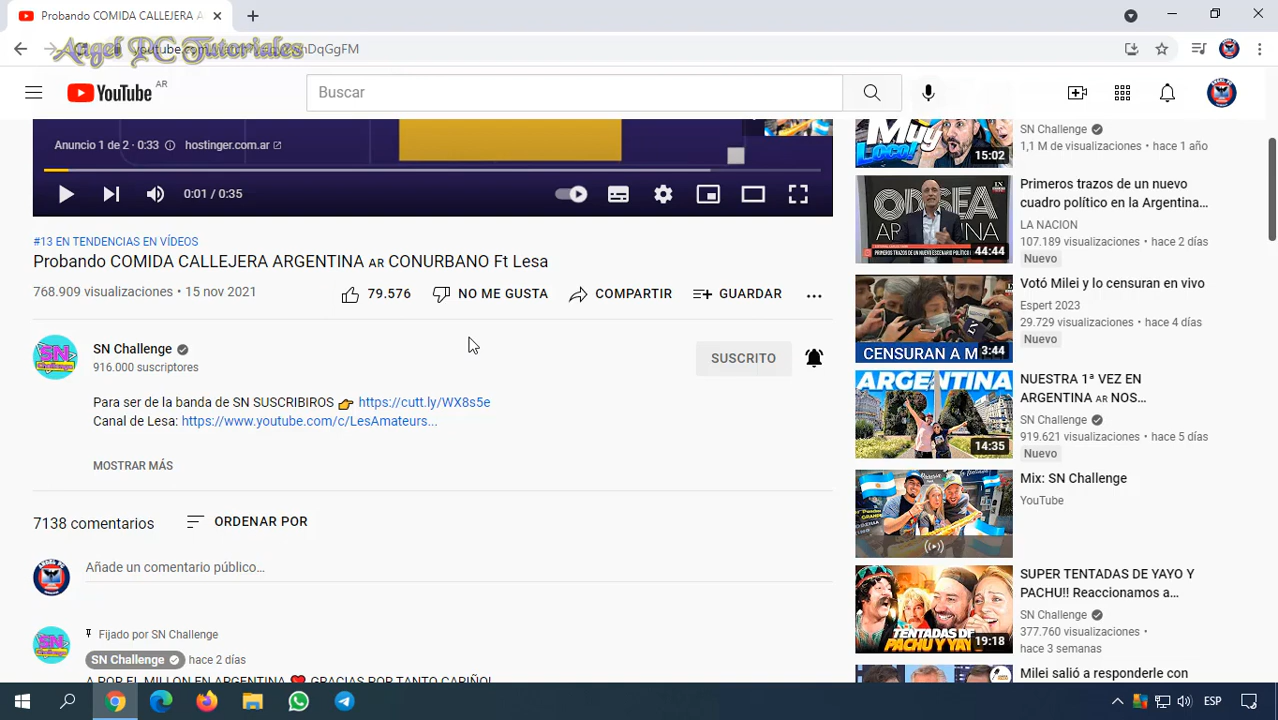 Probando COMIDA CALLEJERA A
Angel PC Tutoriales
YouTube AR
Buscar
Anuncio 1 de 2 · 0:33
hostinger.com.ar
0:01 / 0:35
#13 EN TENDENCIAS EN VÍDEOS
Probando COMIDA CALLEJERA ARGENTINA AR CONURBANO Ft Lesa
768.909 visualizaciones • 15 nov 2021
79.576
NO ME GUSTA
COMPARTIR
GUARDAR
SN Challenge
916.000 suscriptores
SUSCRITO
Para ser de la banda de SN SUSCRIBIROS 👉 https://cutt.ly/WX8s5e
Canal de Lesa: https://www.youtube.com/c/LesAmateurs...
MOSTRAR MÁS
7138 comentarios
ORDENAR POR
Añade un comentario público...
Fijado por SN Challenge
SN Challenge hace 2 días
A POR EL MILLON EN ARGENTINA ❤️ GRACIAS POR TANTO CARIÑO!
Muy
Loco!
15:02
SN Challenge
1,1 M de visualizaciones • hace 1 año
ODISEA
ARGENTINA
44:44
Primeros trazos de un nuevo
cuadro político en la Argentina...
LA NACION
107.189 visualizaciones • hace 2 días
Nuevo
CENSURAN A M
3:44
Votó Milei y lo censuran en vivo
Espert 2023
29.729 visualizaciones • hace 4 días
Nuevo
ARGENTINA
14:35
NUESTRA 1ª VEZ EN
ARGENTINA AR NOS...
SN Challenge
919.621 visualizaciones • hace 5 días
Nuevo
Mix: SN Challenge
YouTube
TENTADAS DE
PACHU Y YAYO
19:18
SUPER TENTADAS DE YAYO Y
PACHU!! Reaccionamos a...
SN Challenge
377.760 visualizaciones •
hace 3 semanas
Milei salió a responderle con
ESP